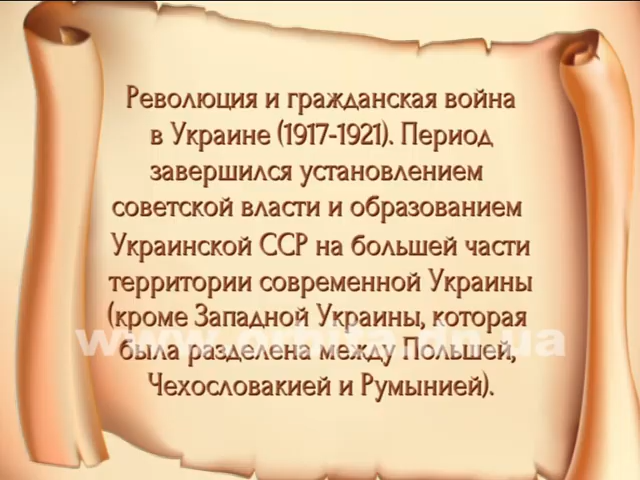 Революция и гражданская война
в Украине (1917-1921). Период
завершился установлением
советской власти и образованием
Украинской ССР на большей части
территории современной Украины
(кроме Западной Украины, которая
была разделена между Польшей,
Чехословакией и Румынией).